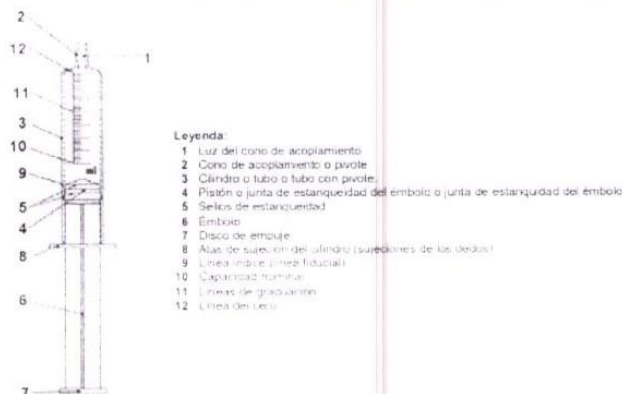 2
12
1
11
3
10
9
5
4
8
6
7
Leyenda:
1 Luz del cono de acoplamiento
2 Cono de acoplamiento o pivote
3 Cilindro o tubo o tubo con pivote.
4 Pistón o junta de estanqueidad del émbolo o junta de estanquidad del émbolo
5 Sellos de estanqueidad
6 Émbolo
7 Disco de empuje
8 Alas de sujeción del cilindro (sujeciones de los dedos)
9 Línea índice (línea fiducial)
10 Capacidad nominal
11 Líneas de graduación
12 Línea del cero